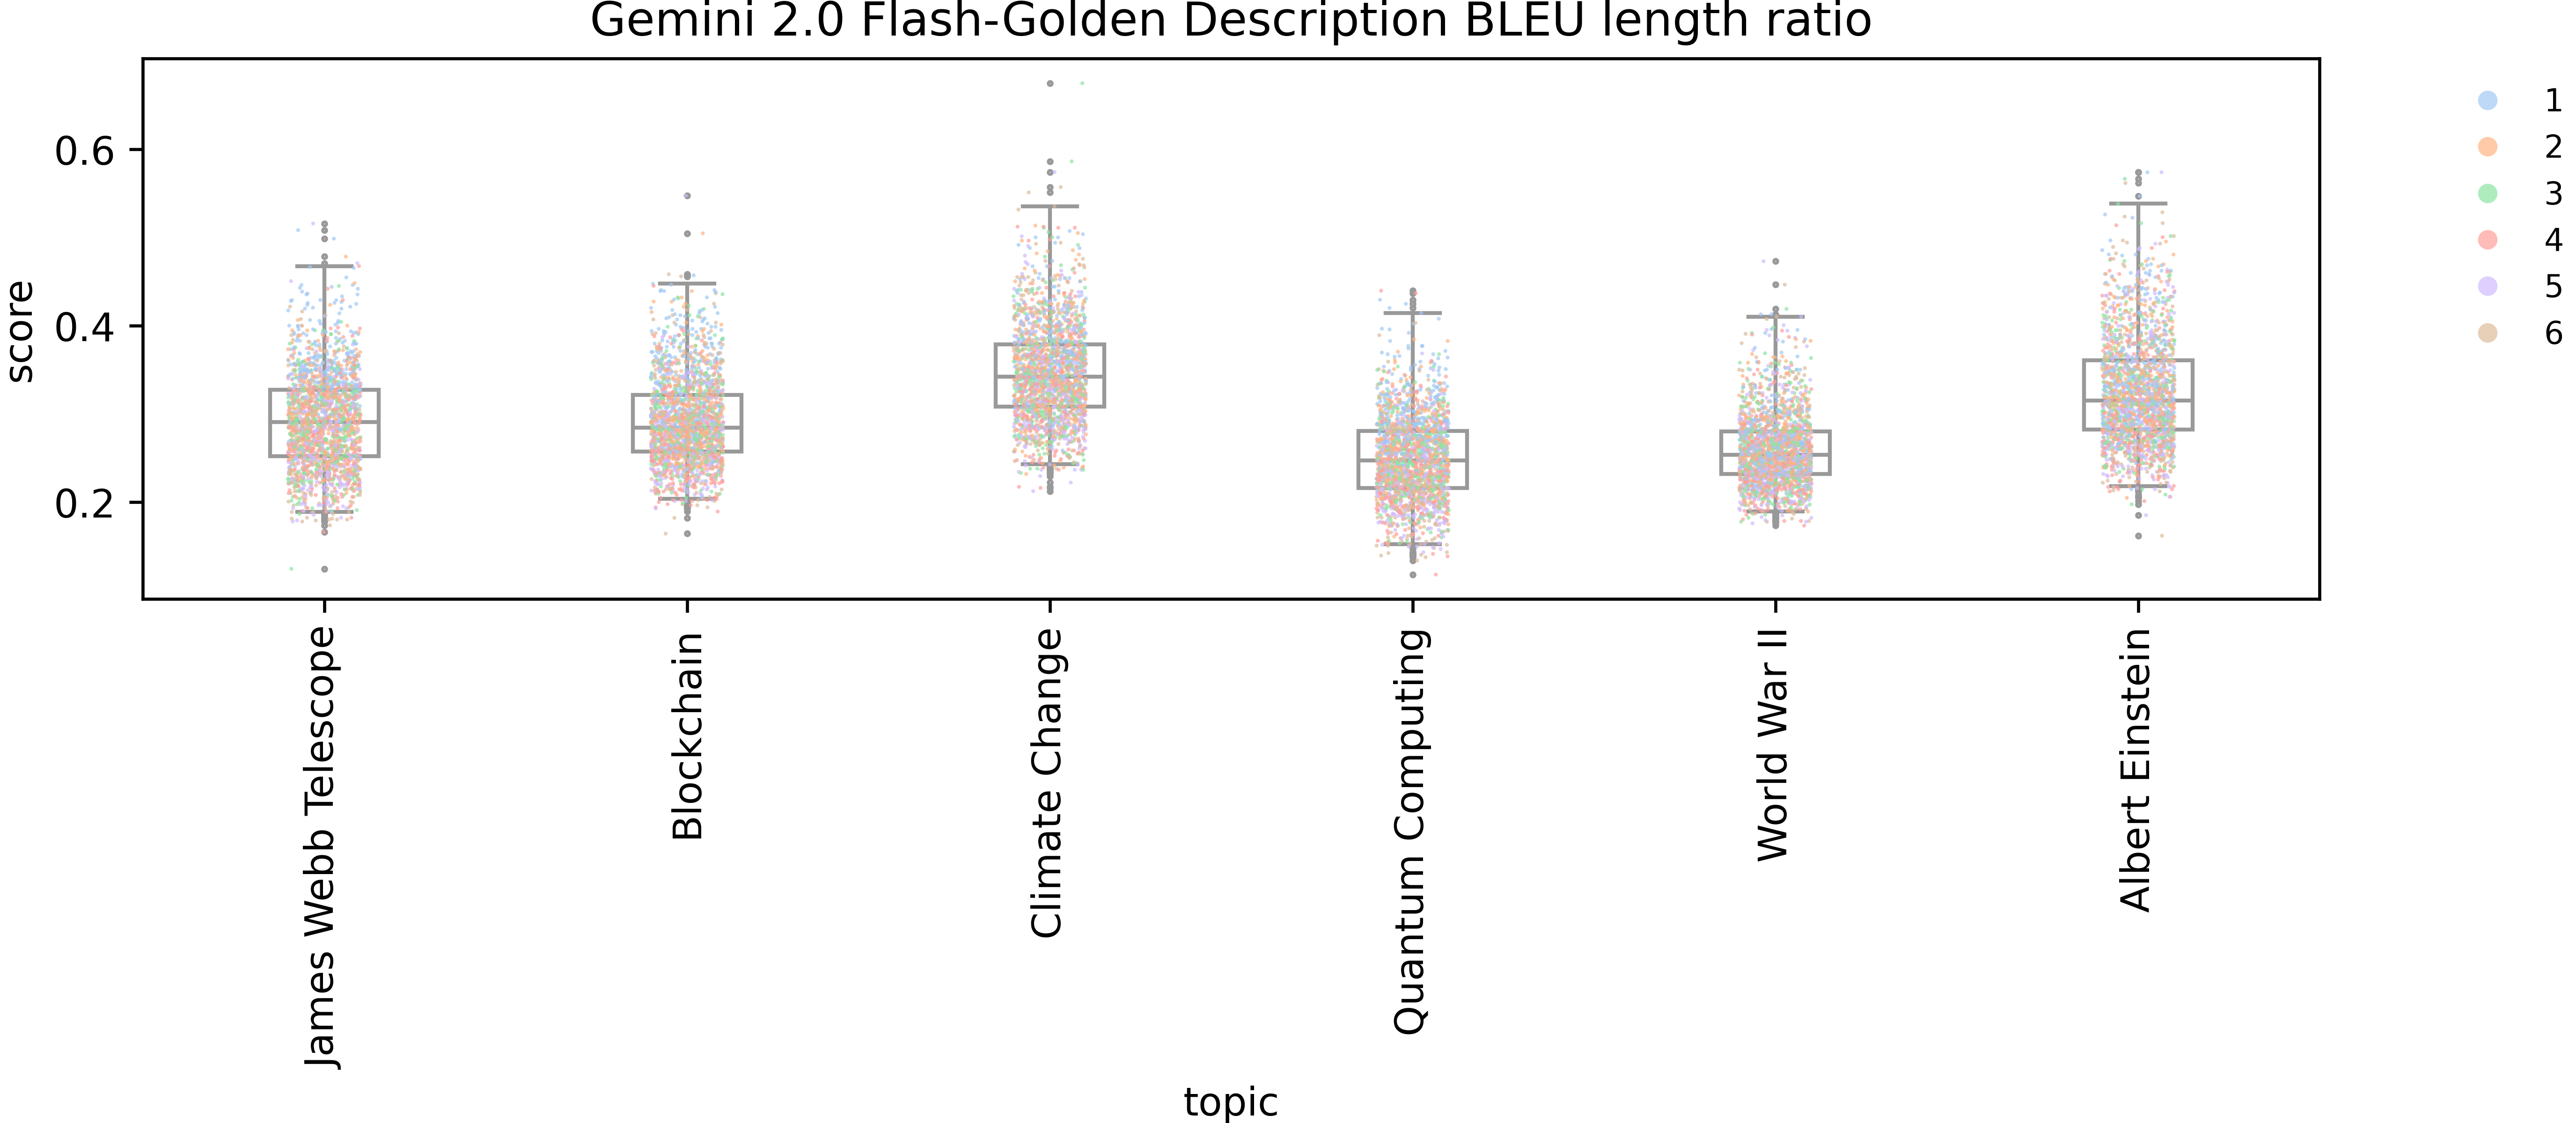 Gemini 2.0 Flash-Golden Description BLEU length ratio
score
0.6
0.4
0.2
James Webb Telescope
Blockchain
Climate Change
Quantum Computing
World War II
Albert Einstein
topic
1
2
3
4
5
6